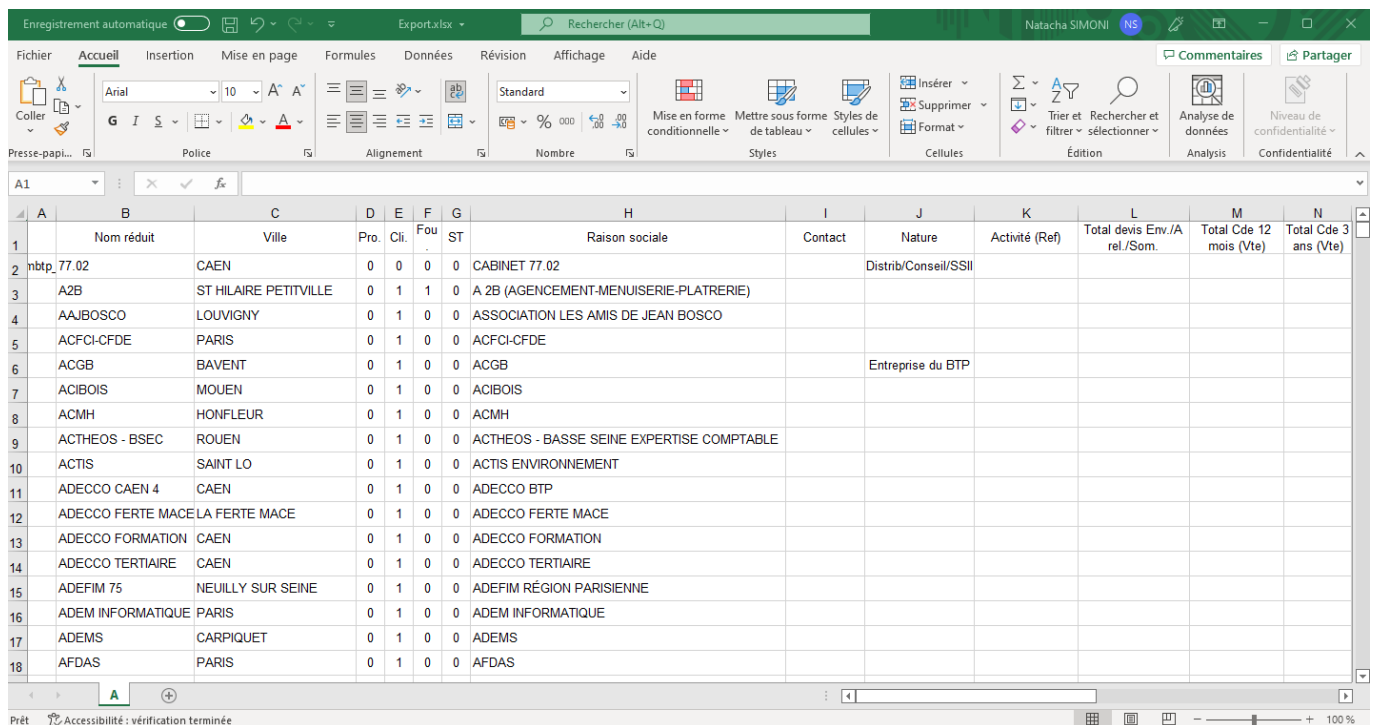 Enregistrement automatique Export.xlsx Rechercher (Alt+Q) Natacha SIMONI NS
Fichier Accueil Insertion Mise en page Formules Données Révision Affichage Aide Commentaires Partager
Coller Arial 10 A A ab Standard Insérer Σ
G I S A % 000 Mise en forme conditionnelle Mettre sous forme de tableau Styles de cellules Supprimer Format Trier et filtrer Rechercher et sélectionner Analyse de données Niveau de confidentialité
Presse-papi... Police Alignement Nombre Styles Cellules Édition Analysis Confidentialité
A1 fx
A B C D E F G H I J K L M N
1 Nom réduit Ville Pro. Cli. Fou. ST Raison sociale Contact Nature Activité (Ref) Total devis Env./A rel./Som. Total Cde 12 mois (Vte) Total Cde 3 ans (Vte)
2 mbtp_ 77.02 CAEN 0 0 0 0 CABINET 77.02 Distrib/Conseil/SSII
3 A2B ST HILAIRE PETITVILLE 0 1 1 0 A 2B (AGENCEMENT-MENUISERIE-PLATRERIE)
4 AAJBOSCO LOUVIGNY 0 1 0 0 ASSOCIATION LES AMIS DE JEAN BOSCO
5 ACFCI-CFDE PARIS 0 1 0 0 ACFCI-CFDE
6 ACGB BAVENT 0 1 0 0 ACGB Entreprise du BTP
7 ACIBOIS MOUEN 0 1 0 0 ACIBOIS
8 ACMH HONFLEUR 0 1 0 0 ACMH
9 ACTHEOS - BSEC ROUEN 0 1 0 0 ACTHEOS - BASSE SEINE EXPERTISE COMPTABLE
10 ACTIS SAINT LO 0 1 0 0 ACTIS ENVIRONNEMENT
11 ADECCO CAEN 4 CAEN 0 1 0 0 ADECCO BTP
12 ADECCO FERTE MACE LA FERTE MACE 0 1 0 0 ADECCO FERTE MACE
13 ADECCO FORMATION CAEN 0 1 0 0 ADECCO FORMATION
14 ADECCO TERTIAIRE CAEN 0 1 0 0 ADECCO TERTIAIRE
15 ADEFIM 75 NEUILLY SUR SEINE 0 1 0 0 ADEFIM RÉGION PARISIENNE
16 ADEM INFORMATIQUE PARIS 0 1 0 0 ADEM INFORMATIQUE
17 ADEMS CARPIQUET 0 1 0 0 ADEMS
18 AFDAS PARIS 0 1 0 0 AFDAS
A
Prêt Accessibilité : vérification terminée 100 %